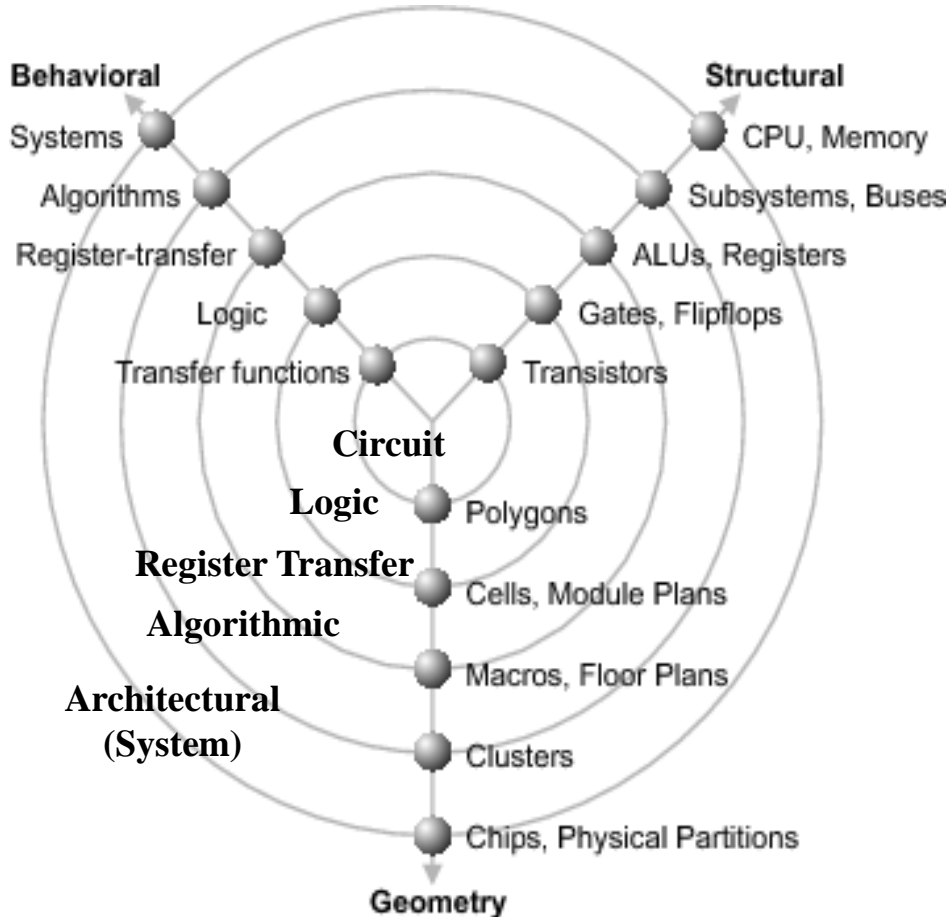 Behavioral
Structural
Systems
CPU, Memory
Algorithms
Subsystems, Buses
Register-transfer
ALUs, Registers
Logic
Gates, Flipflops
Transfer functions
Transistors
Circuit
Logic
Polygons
Register Transfer
Cells, Module Plans
Algorithmic
Macros, Floor Plans
Architectural
(System)
Clusters
Chips, Physical Partitions
Geometry